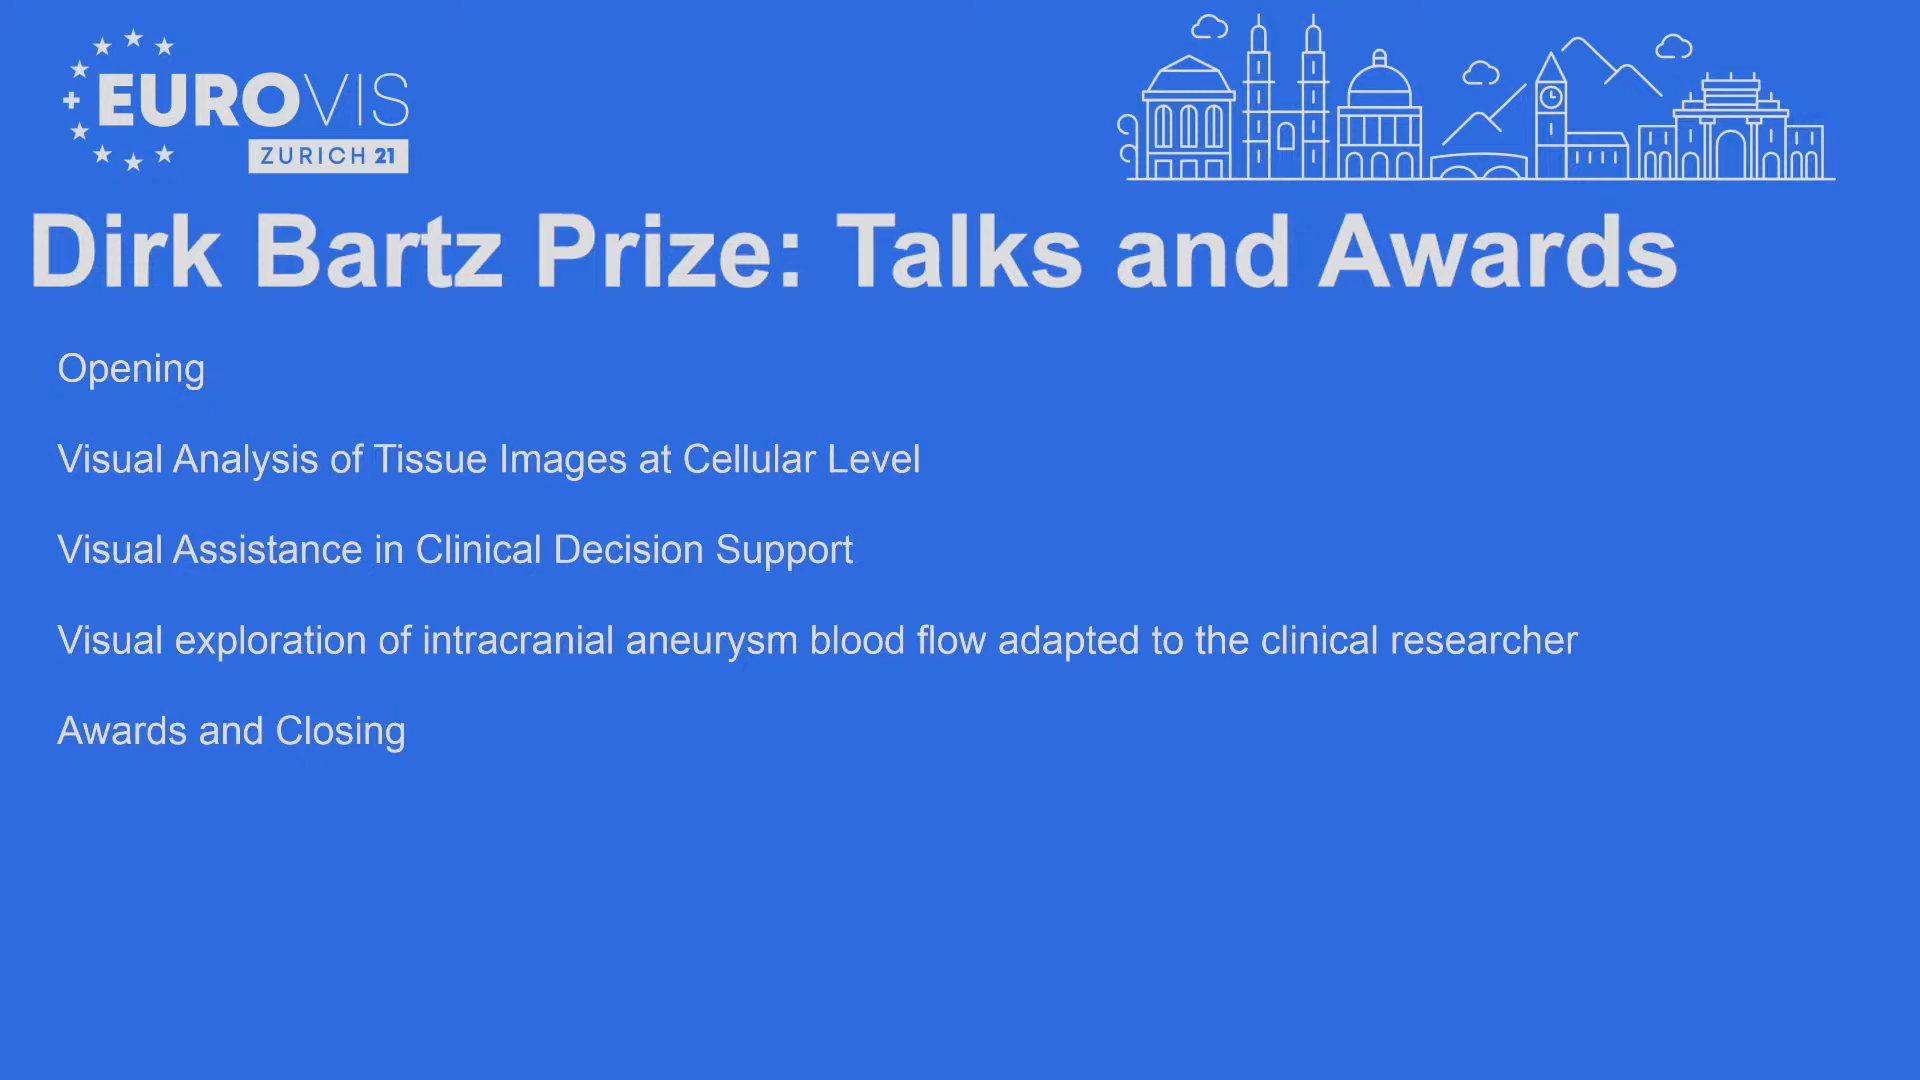 EUROVIS
ZURICH 21
Dirk Bartz Prize: Talks and Awards
Opening
Visual Analysis of Tissue Images at Cellular Level
Visual Assistance in Clinical Decision Support
Visual exploration of intracranial aneurysm blood flow adapted to the clinical researcher
Awards and Closing